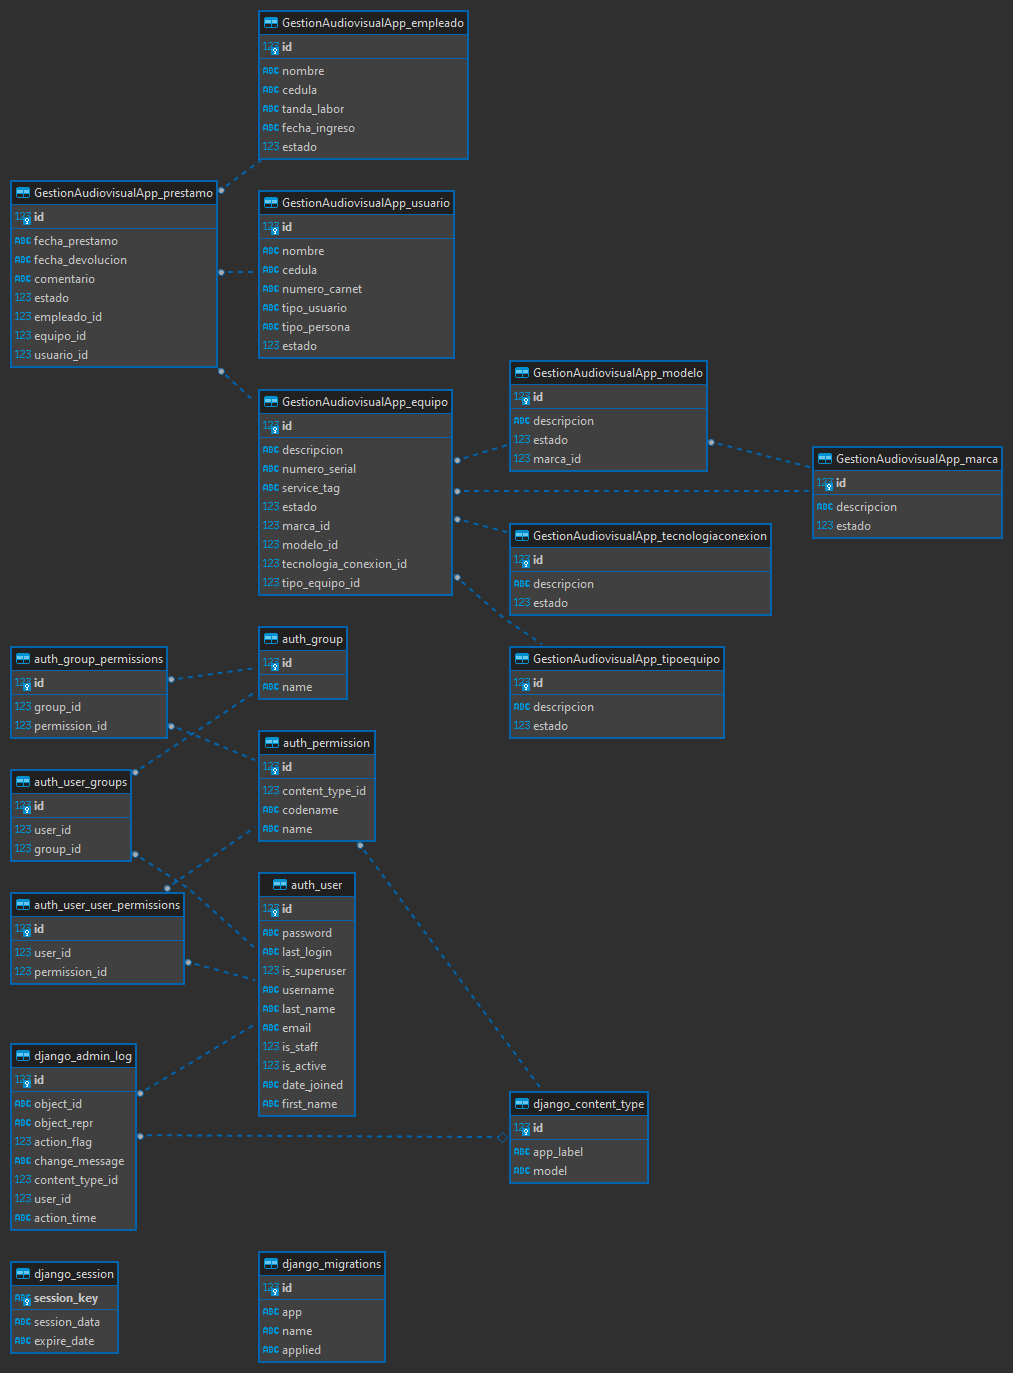 GestionAudiovisualApp_empleado
123 id
ABC nombre
ABC cedula
ABC tanda_labor
ABC fecha_ingreso
123 estado
GestionAudiovisualApp_prestamo
123 id
ABC fecha_prestamo
ABC fecha_devolucion
ABC comentario
123 estado
123 empleado_id
123 equipo_id
123 usuario_id
GestionAudiovisualApp_usuario
123 id
ABC nombre
ABC cedula
ABC numero_carnet
ABC tipo_usuario
ABC tipo_persona
123 estado
GestionAudiovisualApp_equipo
123 id
ABC descripcion
ABC numero_serial
ABC service_tag
123 estado
123 marca_id
123 modelo_id
123 tecnologia_conexion_id
123 tipo_equipo_id
GestionAudiovisualApp_modelo
123 id
ABC descripcion
123 estado
123 marca_id
GestionAudiovisualApp_marca
123 id
ABC descripcion
123 estado
GestionAudiovisualApp_tecnologiaconexion
123 id
ABC descripcion
123 estado
GestionAudiovisualApp_tipoequipo
123 id
ABC descripcion
123 estado
auth_group_permissions
123 id
123 group_id
123 permission_id
auth_group
123 id
ABC name
auth_user_groups
123 id
123 user_id
123 group_id
auth_permission
123 id
123 content_type_id
ABC codename
ABC name
auth_user_user_permissions
123 id
123 user_id
123 permission_id
auth_user
123 id
ABC password
ABC last_login
123 is_superuser
ABC username
ABC last_name
ABC email
123 is_staff
123 is_active
ABC date_joined
ABC first_name
django_admin_log
123 id
ABC object_id
ABC object_repr
123 action_flag
ABC change_message
123 content_type_id
123 user_id
ABC action_time
django_content_type
123 id
ABC app_label
ABC model
django_session
ABC session_key
ABC session_data
ABC expire_date
django_migrations
123 id
ABC app
ABC name
ABC applied